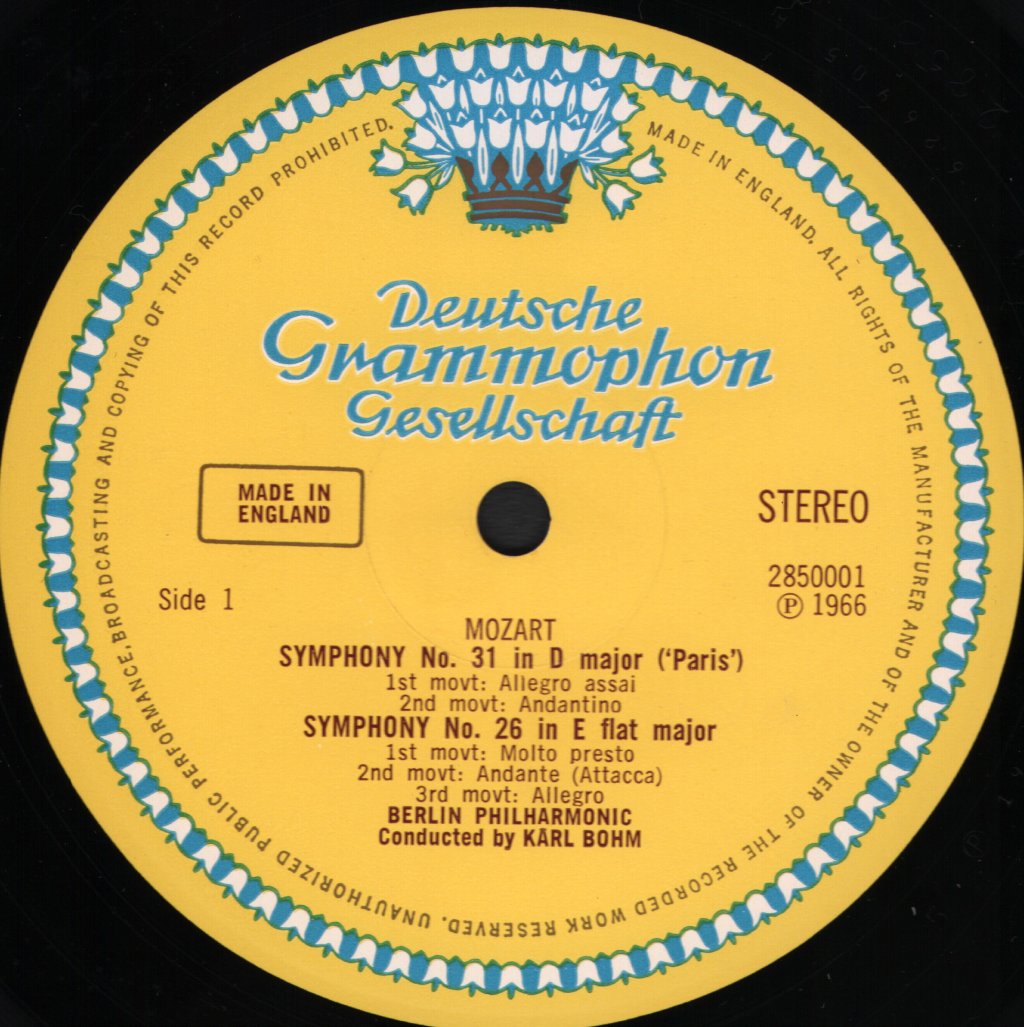 MADE IN ENGLAND. ALL RIGHTS OF THE MANUFACTURER AND OF THE OWNER OF THE RECORDED WORK RESERVED. UNAUTHORIZED PUBLIC PERFORMANCE, BROADCASTING AND COPYING OF THIS RECORD PROHIBITED.
Deutsche
Grammophon
Gesellschaft
MADE IN
ENGLAND
STEREO
2850001
Ⓟ 1966
Side 1
MOZART
SYMPHONY No. 31 in D major (‘Paris’)
1st movt: Allegro assai
2nd movt: Andantino
SYMPHONY No. 26 in E flat major
1st movt: Molto presto
2nd movt: Andante (Attacca)
3rd movt: Allegro
BERLIN PHILHARMONIC
Conducted by KARL BOHM